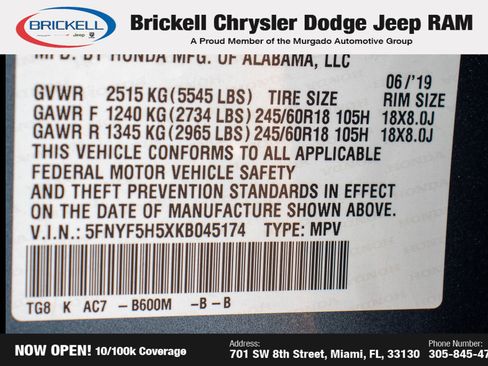 BRICKELL
Brickell Chrysler Dodge Jeep RAM
A Proud Member of the Murgado Automotive Group
MFD. BY HONDA MFG. OF ALABAMA, LLC
06/'19
GVWR 2515 KG (5545 LBS) TIRE SIZE RIM SIZE
GAWR F 1240 KG (2734 LBS) 245/60R18 105H 18X8.0J
GAWR R 1345 KG (2965 LBS) 245/60R18 105H 18X8.0J
THIS VEHICLE CONFORMS TO ALL APPLICABLE
FEDERAL MOTOR VEHICLE SAFETY
AND THEFT PREVENTION STANDARDS IN EFFECT
ON THE DATE OF MANUFACTURE SHOWN ABOVE.
V.I.N.: 5FNYF5H5XKB045174 TYPE: MPV
TG8 K AC7 -B600M -B-B
NOW OPEN! 10/100k Coverage
Address:
701 SW 8th Street, Miami, FL, 33130
Phone Number:
305-845-47